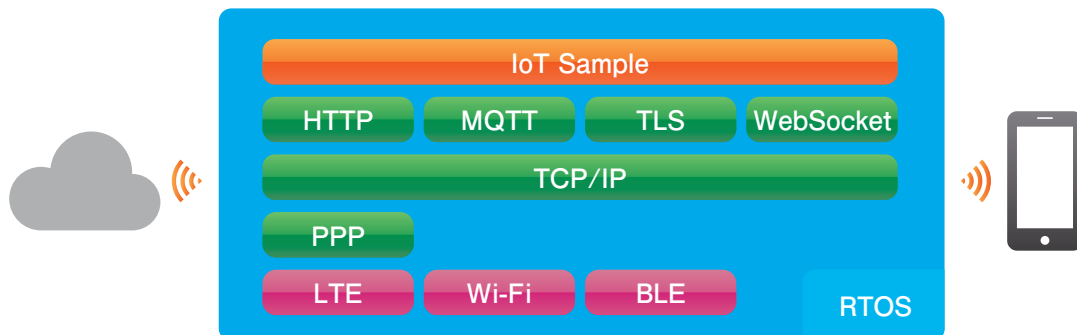 IoT Sample
HTTP MQTT TLS WebSocket
TCP/IP
PPP
LTE Wi-Fi BLE
RTOS